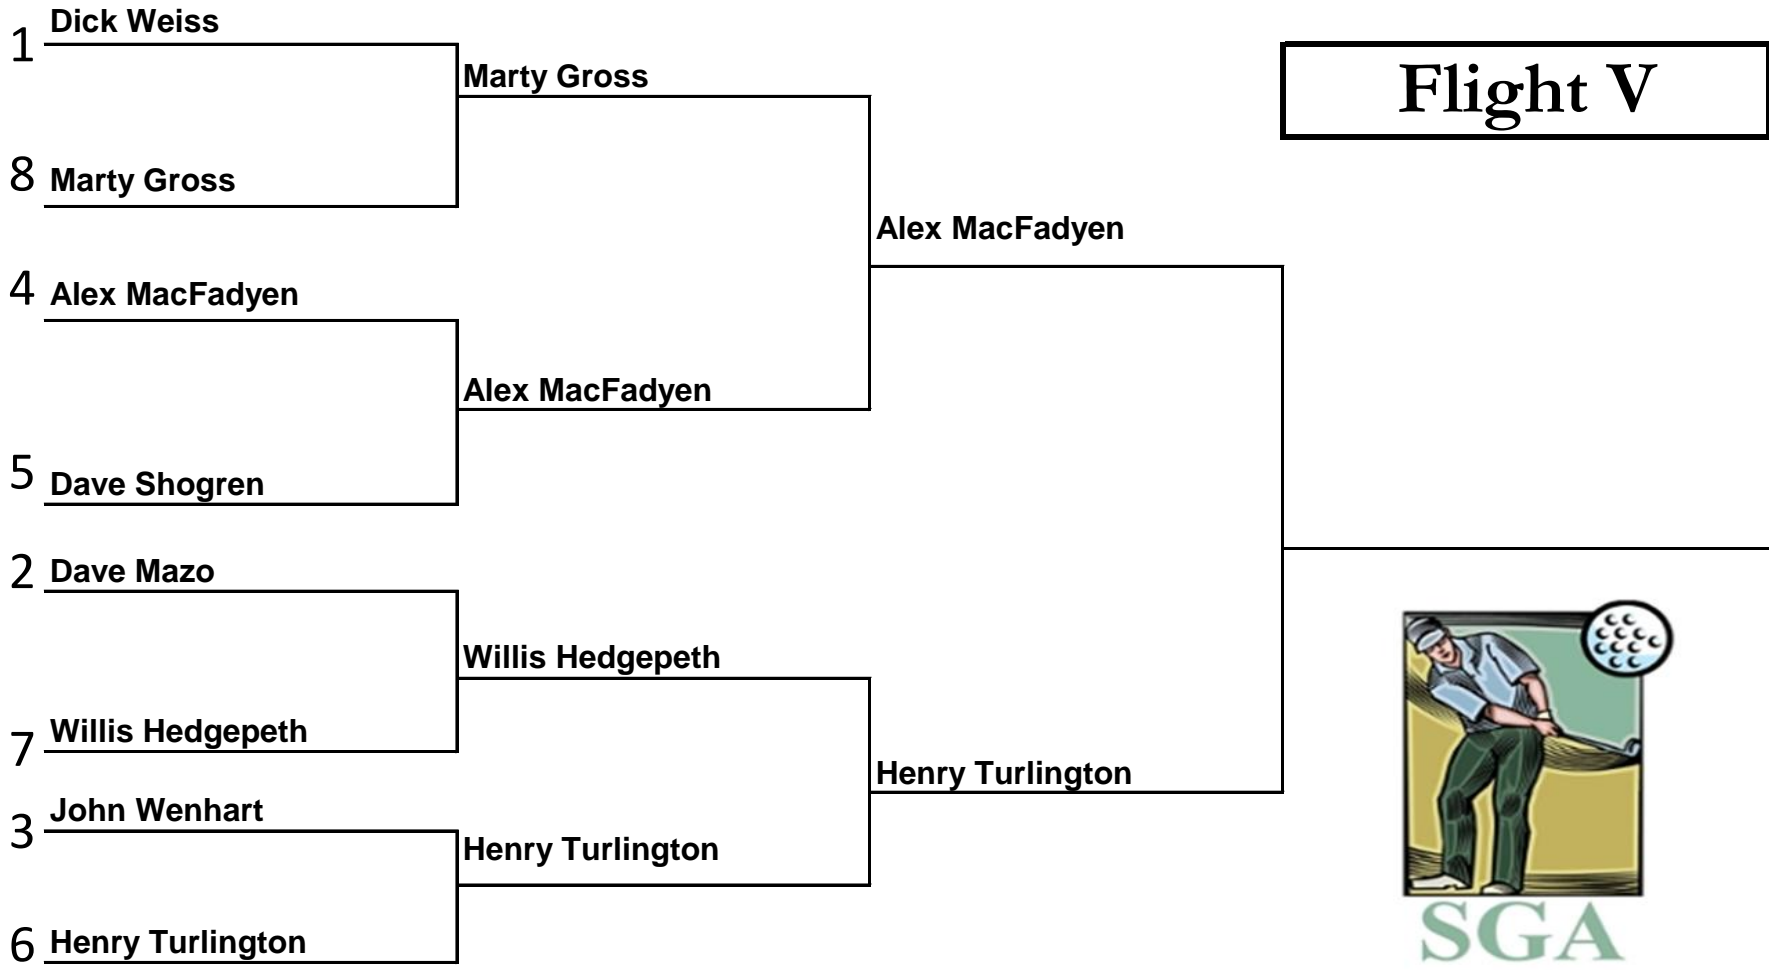 Dick Weiss
1
Marty Gross
Flight V
8 Marty Gross
Alex MacFadyen
4 Alex MacFadyen
Alex MacFadyen
5 Dave Shogren
2 Dave Mazo
Willis Hedgepeth
7 Willis Hedgepeth
Henry Turlington
3 John Wenhart
Henry Turlington
6 Henry Turlington
SGA